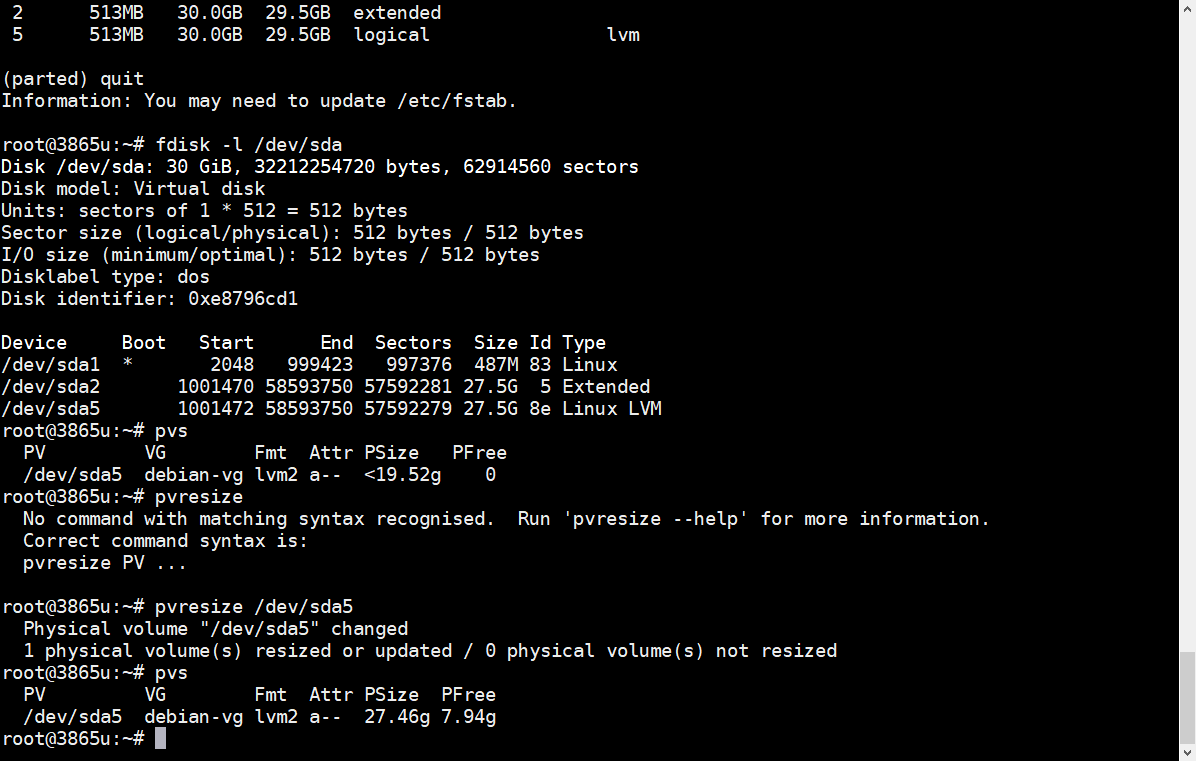 2      513MB   30.0GB  29.5GB  extended
 5      513MB   30.0GB  29.5GB  logical                lvm
(parted) quit
Information: You may need to update /etc/fstab.
root@3865u:~# fdisk -l /dev/sda
Disk /dev/sda: 30 GiB, 32212254720 bytes, 62914560 sectors
Disk model: Virtual disk
Units: sectors of 1 * 512 = 512 bytes
Sector size (logical/physical): 512 bytes / 512 bytes
I/O size (minimum/optimal): 512 bytes / 512 bytes
Disklabel type: dos
Disk identifier: 0xe8796cd1
Device     Boot   Start      End  Sectors  Size Id Type
/dev/sda1  *       2048   999423   997376  487M 83 Linux
/dev/sda2       1001470 58593750 57592281 27.5G  5 Extended
/dev/sda5       1001472 58593750 57592279 27.5G 8e Linux LVM
root@3865u:~# pvs
  PV         VG        Fmt  Attr PSize   PFree
  /dev/sda5  debian-vg lvm2 a--  <19.52g    0
root@3865u:~# pvresize
  No command with matching syntax recognised.  Run 'pvresize --help' for more information.
  Correct command syntax is:
  pvresize PV ...
root@3865u:~# pvresize /dev/sda5
  Physical volume "/dev/sda5" changed
  1 physical volume(s) resized or updated / 0 physical volume(s) not resized
root@3865u:~# pvs
  PV         VG        Fmt  Attr PSize  PFree
  /dev/sda5  debian-vg lvm2 a--  27.46g 7.94g
root@3865u:~#